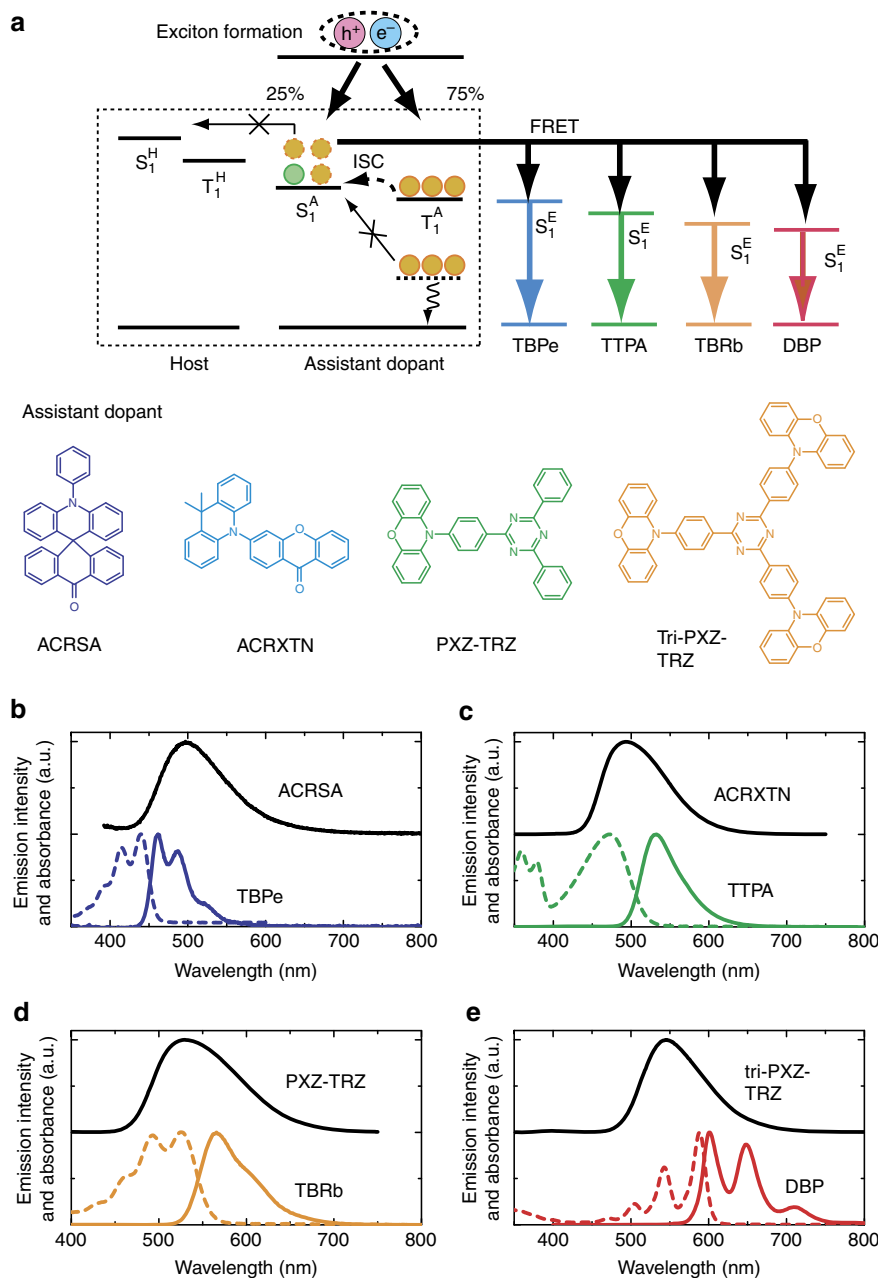 a
Exciton formation
h+ e−
25% 75%
FRET
S1H
T1H
ISC
S1A
T1A
S1E
S1E
S1E
S1E
TBPe TTPA TBRb DBP
Host Assistant dopant
Assistant dopant
N
O
ACRSA
N
O
O
ACRXTN
O
N
N
N
N
PXZ-TRZ
O
N
N
N
N
N
O
N
O
Tri-PXZ-
TRZ
b
Emission intensity
and absorbance (a.u.)
ACRSA
TBPe
400 500 600 700 800
Wavelength (nm)
c
Emission intensity
and absorbance (a.u.)
ACRXTN
TTPA
400 500 600 700 800
Wavelength (nm)
d
Emission intensity
and absorbance (a.u.)
PXZ-TRZ
TBRb
400 500 600 700 800
Wavelength (nm)
e
Emission intensity
and absorbance (a.u.)
tri-PXZ-
TRZ
DBP
400 500 600 700 800
Wavelength (nm)